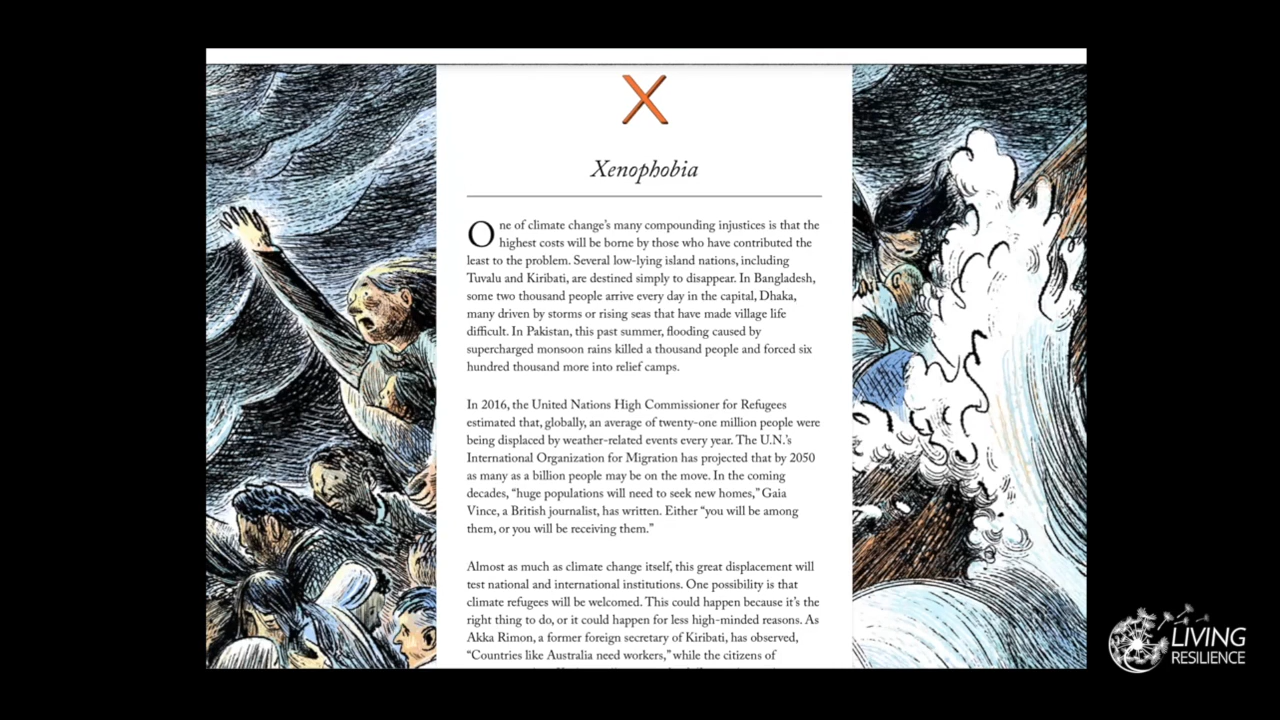 X
Xenophobia
One of climate change’s many compounding injustices is that the
highest costs will be borne by those who have contributed the
least to the problem. Several low-lying island nations, including
Tuvalu and Kiribati, are destined simply to disappear. In Bangladesh,
some two thousand people arrive every day in the capital, Dhaka,
many driven by storms or rising seas that have made village life
difficult. In Pakistan, this past summer, flooding caused by
supercharged monsoon rains killed a thousand people and forced six
hundred thousand more into relief camps.
In 2016, the United Nations High Commissioner for Refugees
estimated that, globally, an average of twenty-one million people were
being displaced by weather-related events every year. The U.N.’s
International Organization for Migration has projected that by 2050
as many as a billion people may be on the move. In the coming
decades, “huge populations will need to seek new homes,” Gaia
Vince, a British journalist, has written. Either “you will be among
them, or you will be receiving them.”
Almost as much as climate change itself, this great displacement will
test national and international institutions. One possibility is that
climate refugees will be welcomed. This could happen because it’s the
right thing to do, or it could happen for less high-minded reasons. As
Akka Rimon, a former foreign secretary of Kiribati, has observed,
“Countries like Australia need workers,” while the citizens of
LIVING
RESILIENCE